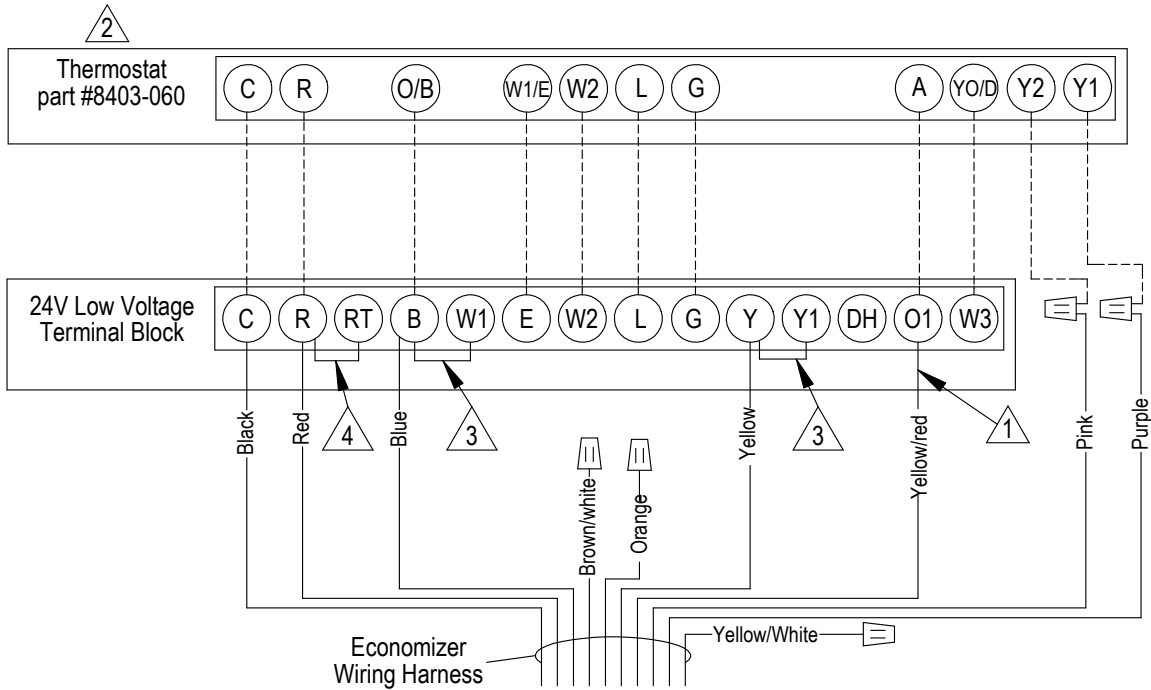 2
Thermostat
part #8403-060
C R O/B W1/E W2 L G A YO/D Y2 Y1
24V Low Voltage
Terminal Block
C R RT B W1 E W2 L G Y Y1 DH O1 W3
Black
Red
4
Blue
3
Brown/white
Orange
Yellow
3
Yellow/red
1
Pink
Purple
Yellow/White
Economizer
Wiring Harness